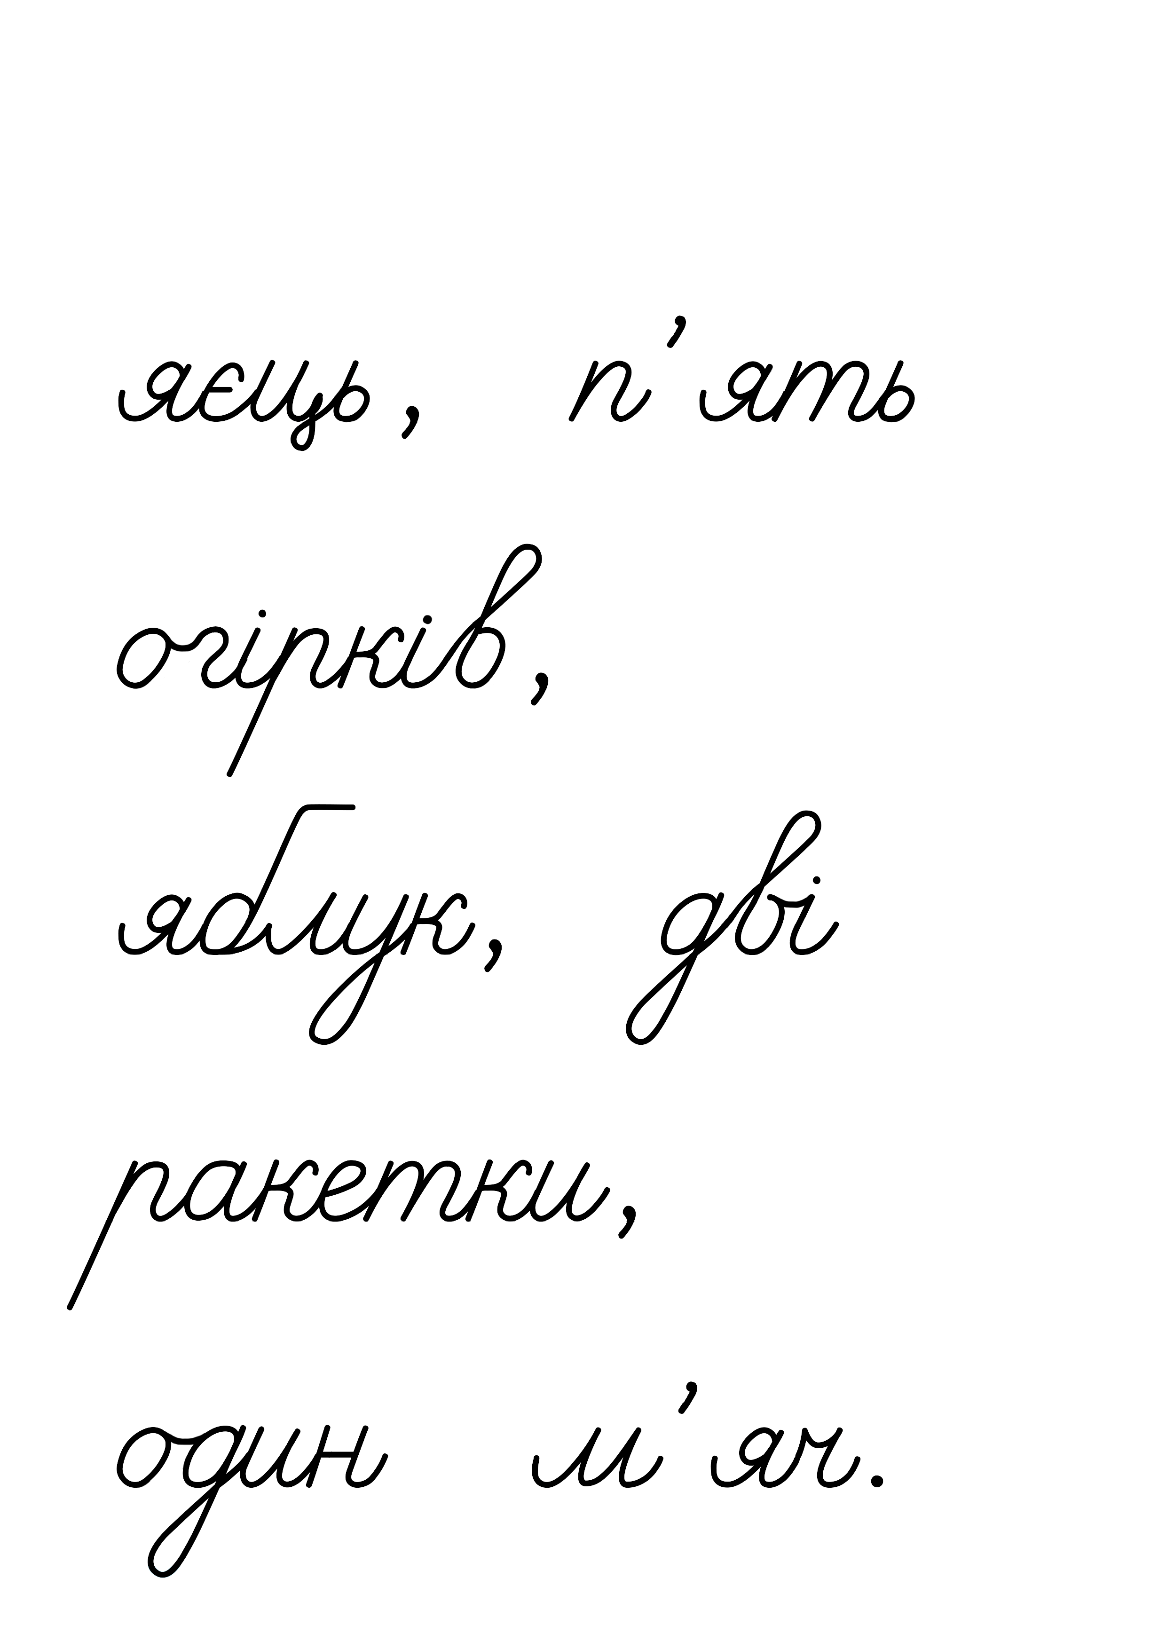 яєць, п’ять
огірків,
яблук, дві
ракетки,
один м’яч.